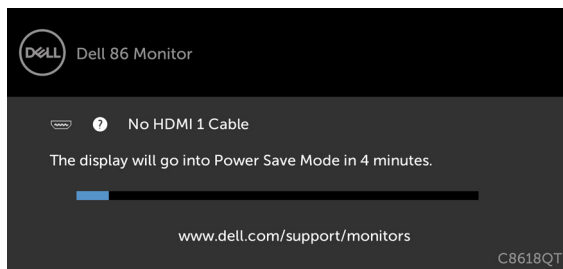 DELL
Dell 86 Monitor
? No HDMI 1 Cable
The display will go into Power Save Mode in 4 minutes.
www.dell.com/support/monitors
C8618QT